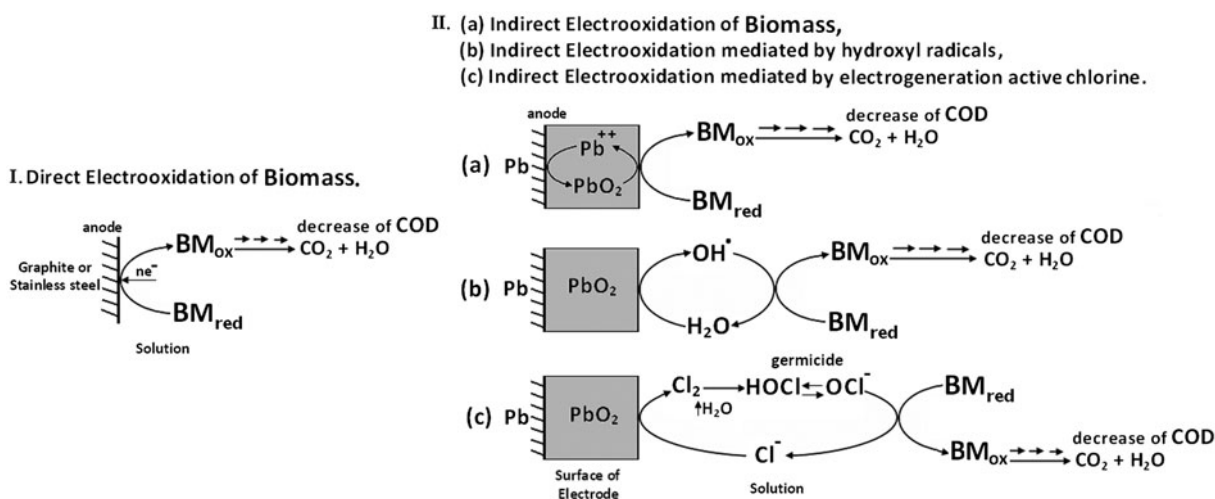 II. (a) Indirect Electrooxidation of Biomass,
(b) Indirect Electrooxidation mediated by hydroxyl radicals,
(c) Indirect Electrooxidation mediated by electrogeneration active chlorine.
I. Direct Electrooxidation of Biomass.
anode
Graphite or
Stainless steel
ne⁻
BMox
decrease of COD
CO₂ + H₂O
BMred
Solution
anode
(a) Pb
Pb⁺⁺
PbO₂
BMox
decrease of COD
CO₂ + H₂O
BMred
(b) Pb
PbO₂
OH•
H₂O
BMox
decrease of COD
CO₂ + H₂O
BMred
(c) Pb
PbO₂
germicide
Cl₂ → HOCl ⇌ OCl⁻
↑H₂O
Cl⁻
BMred
BMox
decrease of COD
CO₂ + H₂O
Surface of
Electrode
Solution